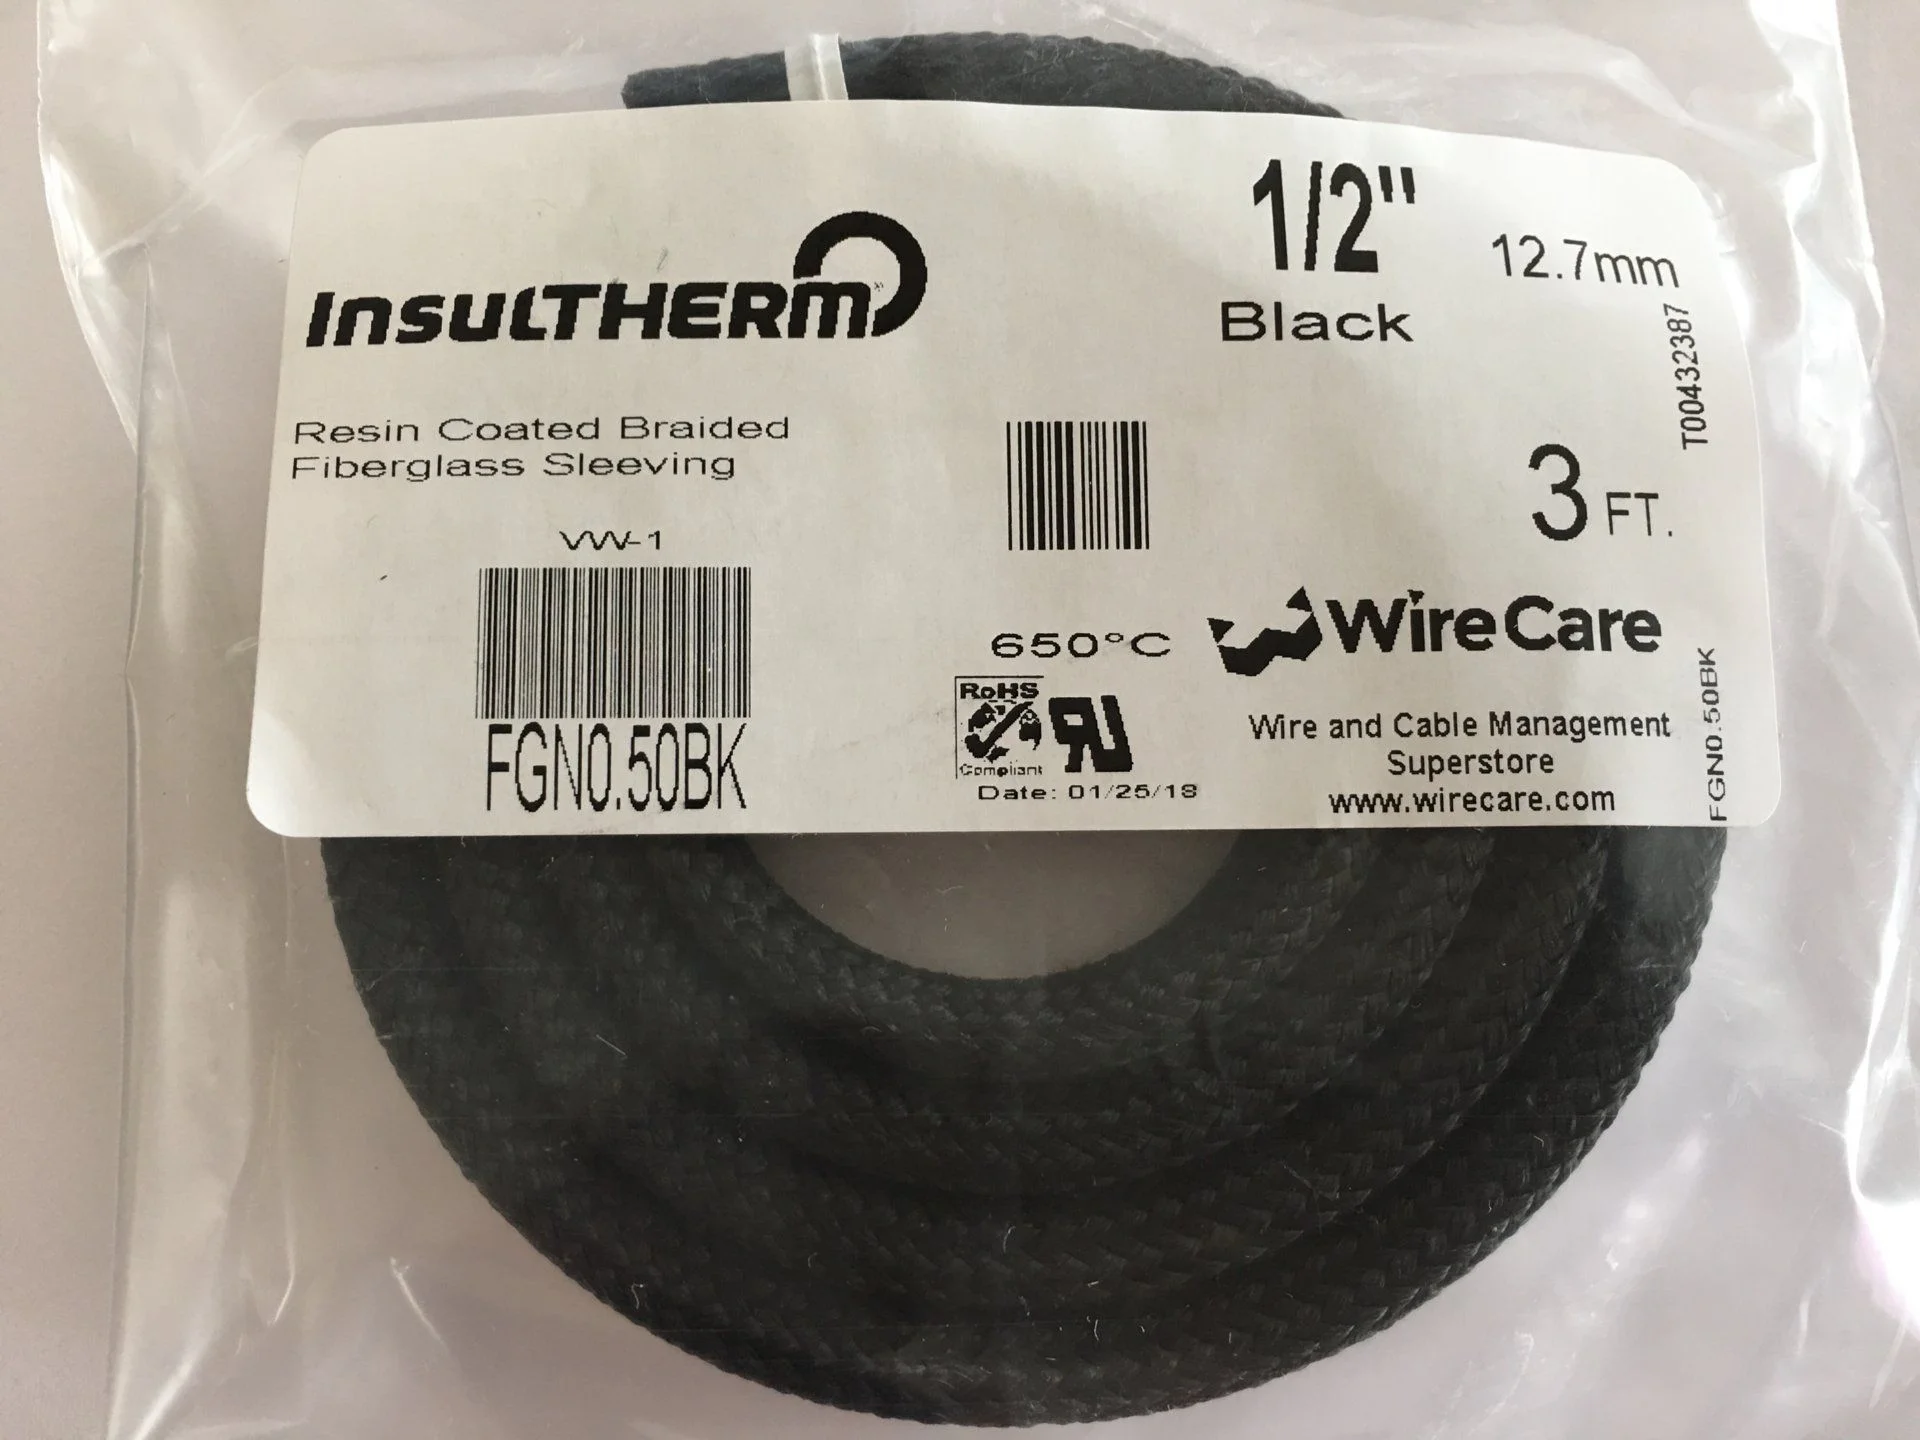 InsulTHERM®
1/2"
12.7mm
Black
T00432387
Resin Coated Braided
Fiberglass Sleeving
3 FT.
VW-1
FGN0.50BK
650°C
RoHS
Compliant
RU
Date: 01/25/18
WireCare
Wire and Cable Management
Superstore
www.wirecare.com
FGN0.50BK